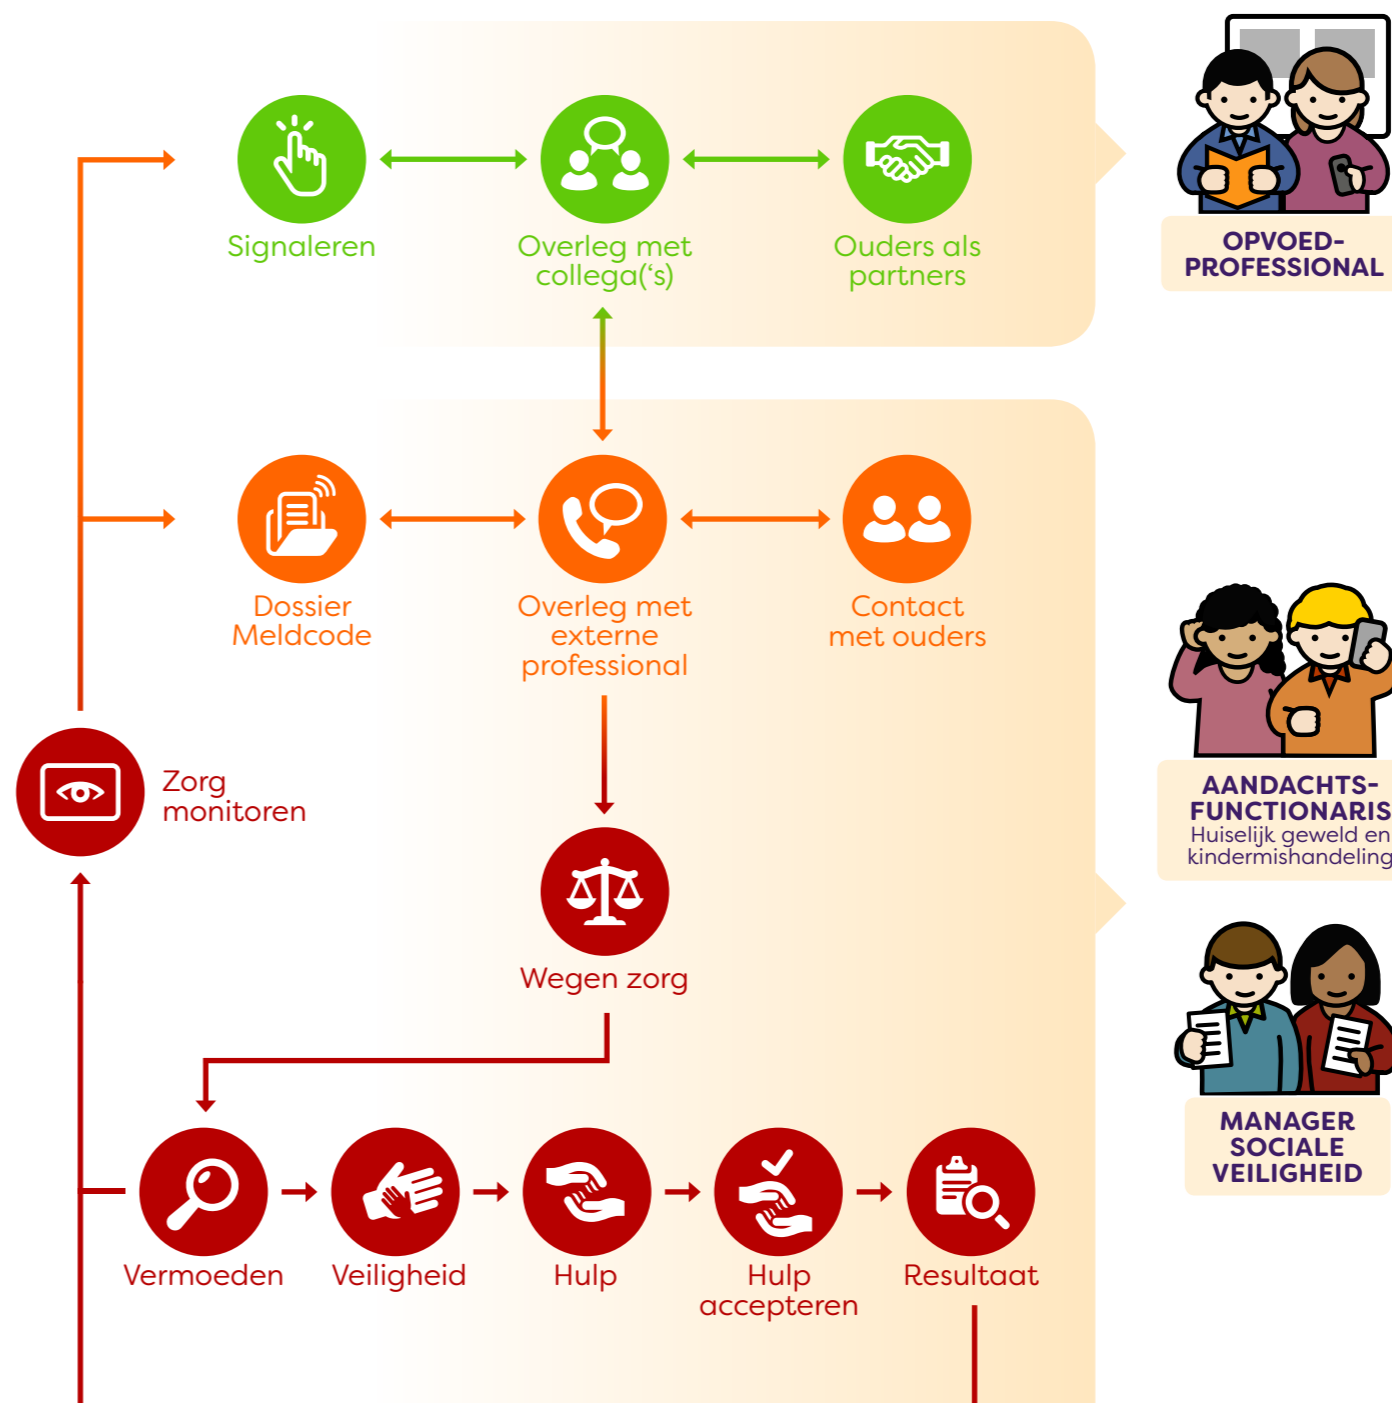 Signaleren
Overleg met
collega(‘s)
Ouders als
partners
OPVOED-
PROFESSIONAL
Dossier
Meldcode
Overleg met
externe
professional
Contact
met ouders
Zorg
monitoren
AANDACHTS-
FUNCTIONARIS
Huiselijk geweld en
kindermishandeling
Wegen zorg
MANAGER
SOCIALE
VEILIGHEID
Vermoeden
Veiligheid
Hulp
Hulp
accepteren
Resultaat